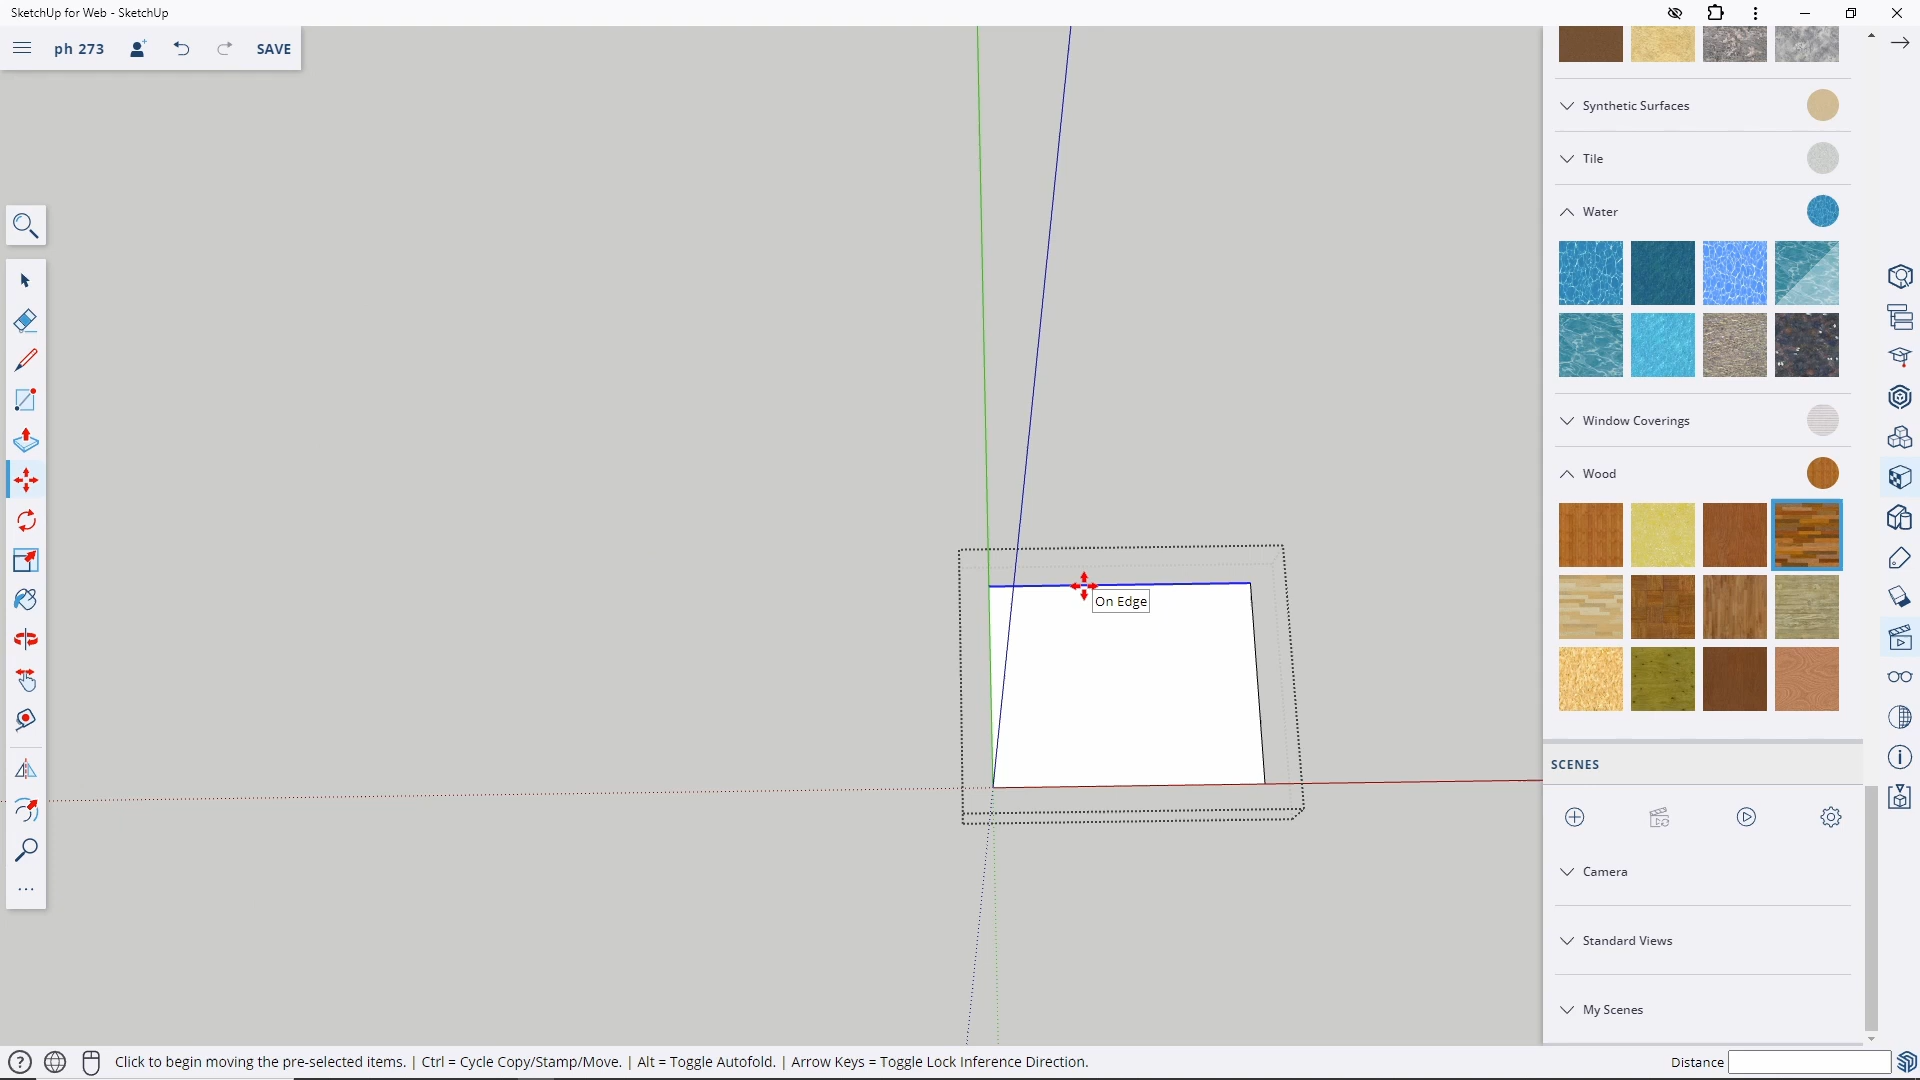 SketchUp for Web - SketchUp
ph 273
SAVE
Synthetic Surfaces
Tile
Water
Window Coverings
Wood
On Edge
SCENES
Camera
Standard Views
My Scenes
Click to begin moving the pre-selected items. | Ctrl = Cycle Copy/Stamp/Move. | Alt = Toggle Autofold. | Arrow Keys = Toggle Lock Inference Direction.
Distance